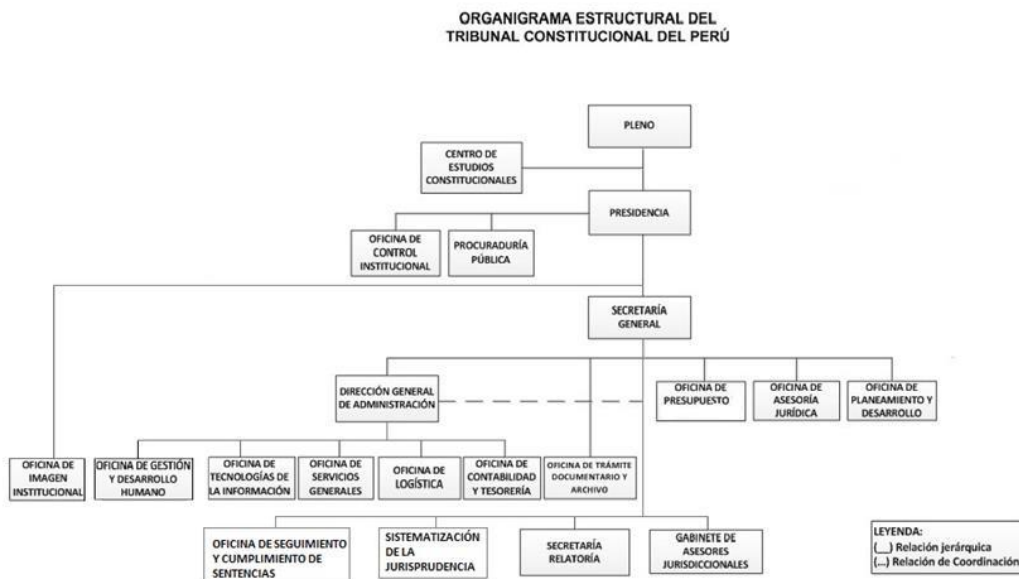 ORGANIGRAMA ESTRUCTURAL DEL
TRIBUNAL CONSTITUCIONAL DEL PERÚ
PLENO
CENTRO DE
ESTUDIOS
CONSTITUCIONALES
PRESIDENCIA
OFICINA DE
CONTROL
INSTITUCIONAL
PROCURADURÍA
PÚBLICA
SECRETARÍA
GENERAL
DIRECCIÓN GENERAL
DE ADMINISTRACIÓN
OFICINA DE
PRESUPUESTO
OFICINA DE
ASESORÍA
JURÍDICA
OFICINA DE
PLANEAMIENTO Y
DESARROLLO
OFICINA DE
IMAGEN
INSTITUCIONAL
OFICINA DE GESTIÓN
Y DESARROLLO
HUMANO
OFICINA DE
TECNOLOGÍAS DE
LA INFORMACIÓN
OFICINA DE
SERVICIOS
GENERALES
OFICINA DE
LOGÍSTICA
OFICINA DE
CONTABILIDAD
Y TESORERÍA
OFICINA DE TRÁMITE
DOCUMENTARIO Y
ARCHIVO
OFICINA DE SEGUIMIENTO
Y CUMPLIMIENTO DE
SENTENCIAS
SISTEMATIZACIÓN
DE LA
JURISPRUDENCIA
SECRETARÍA
RELATORÍA
GABINETE DE
ASESORES
JURISDICCIONALES
LEYENDA:
(__) Relación jerárquica
(...) Relación de Coordinación